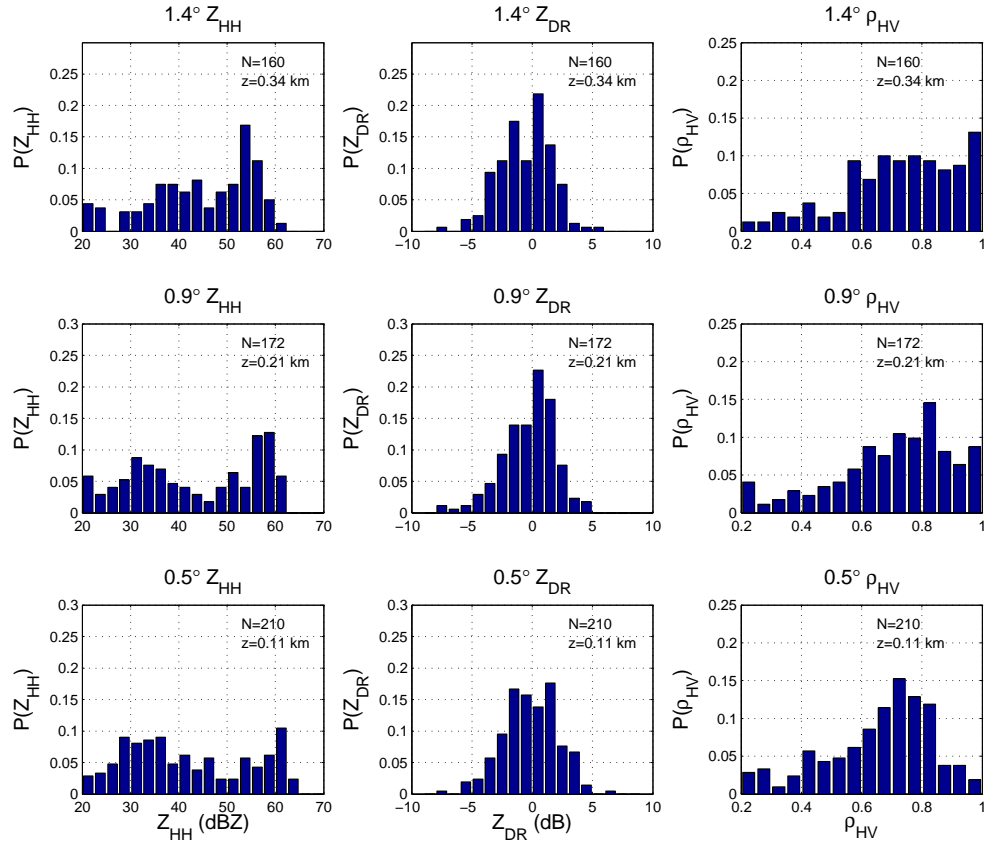 1.4° Z_HH
P(Z_HH)
0.25
0.2
0.15
0.1
0.05
0
20 30 40 50 60 70
N=160
z=0.34 km
1.4° Z_DR
P(Z_DR)
0.25
0.2
0.15
0.1
0.05
0
−10 −5 0 5 10
N=160
z=0.34 km
1.4° ρ_HV
P(ρ_HV)
0.25
0.2
0.15
0.1
0.05
0
0.2 0.4 0.6 0.8 1
N=160
z=0.34 km
0.9° Z_HH
P(Z_HH)
0.3
0.25
0.2
0.15
0.1
0.05
0
20 30 40 50 60 70
N=172
z=0.21 km
0.9° Z_DR
P(Z_DR)
0.3
0.25
0.2
0.15
0.1
0.05
0
−10 −5 0 5 10
N=172
z=0.21 km
0.9° ρ_HV
P(ρ_HV)
0.25
0.2
0.15
0.1
0.05
0
0.2 0.4 0.6 0.8 1
N=172
z=0.21 km
0.5° Z_HH
P(Z_HH)
0.3
0.25
0.2
0.15
0.1
0.05
0
20 30 40 50 60 70
N=210
z=0.11 km
Z_HH (dBZ)
0.5° Z_DR
P(Z_DR)
0.3
0.25
0.2
0.15
0.1
0.05
0
−10 −5 0 5 10
N=210
z=0.11 km
Z_DR (dB)
0.5° ρ_HV
P(ρ_HV)
0.25
0.2
0.15
0.1
0.05
0
0.2 0.4 0.6 0.8 1
N=210
z=0.11 km
ρ_HV